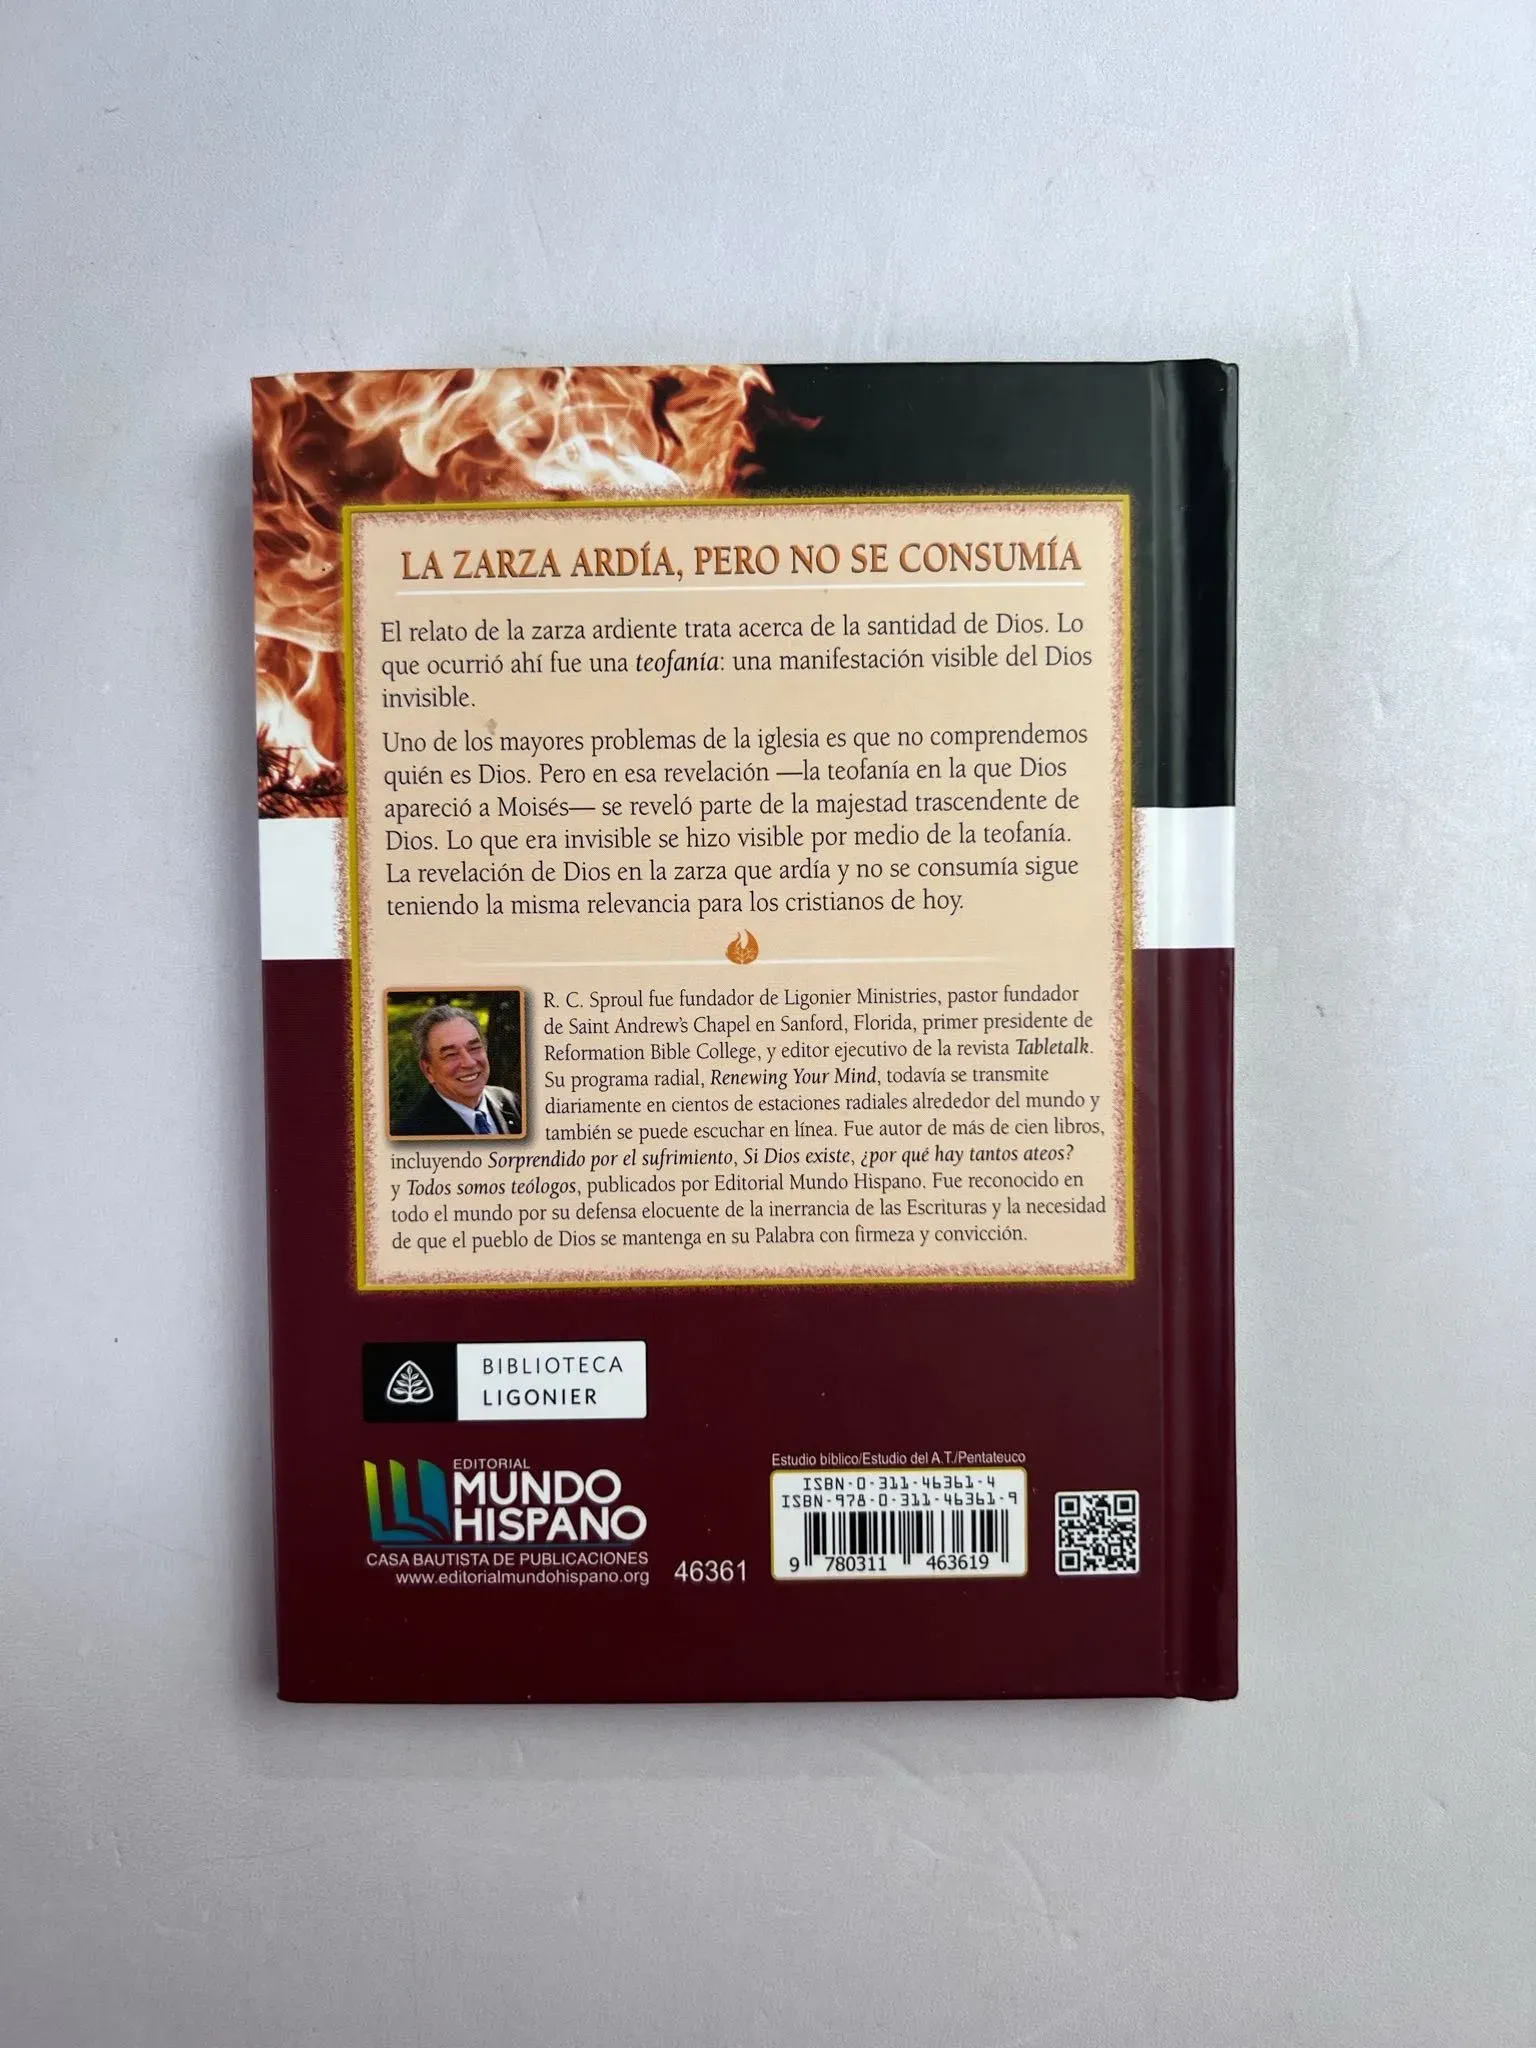 LA ZARZA ARDÍA, PERO NO SE CONSUMÍA
El relato de la zarza ardiente trata acerca de la santidad de Dios. Lo
que ocurrió ahí fue una teofanía: una manifestación visible del Dios
invisible.
Uno de los mayores problemas de la iglesia es que no comprendemos
quién es Dios. Pero en esa revelación —la teofanía en la que Dios
apareció a Moisés— se reveló parte de la majestad trascendente de
Dios. Lo que era invisible se hizo visible por medio de la teofanía.
La revelación de Dios en la zarza que ardía y no se consumía sigue
teniendo la misma relevancia para los cristianos de hoy.
R. C. Sproul fue fundador de Ligonier Ministries, pastor fundador
de Saint Andrew's Chapel en Sanford, Florida, primer presidente de
Reformation Bible College, y editor ejecutivo de la revista Tabletalk.
Su programa radial, Renewing Your Mind, todavía se transmite
diariamente en cientos de estaciones radiales alrededor del mundo y
también se puede escuchar en línea. Fue autor de más de cien libros,
incluyendo Sorprendido por el sufrimiento, Si Dios existe, ¿por qué hay tantos ateos?
y Todos somos teólogos, publicados por Editorial Mundo Hispano. Fue reconocido en
todo el mundo por su defensa elocuente de la inerrancia de las Escrituras y la necesidad
de que el pueblo de Dios se mantenga en su Palabra con firmeza y convicción.
BIBLIOTECA
LIGONIER
EDITORIAL
MUNDO
HISPANO
CASA BAUTISTA DE PUBLICACIONES
www.editorialmundohispano.org
46361
Estudio bíblico/Estudio del A.T./Pentateuco
ISBN-0-311-46361-4
ISBN-978-0-311-46361-9
9 780311 463619